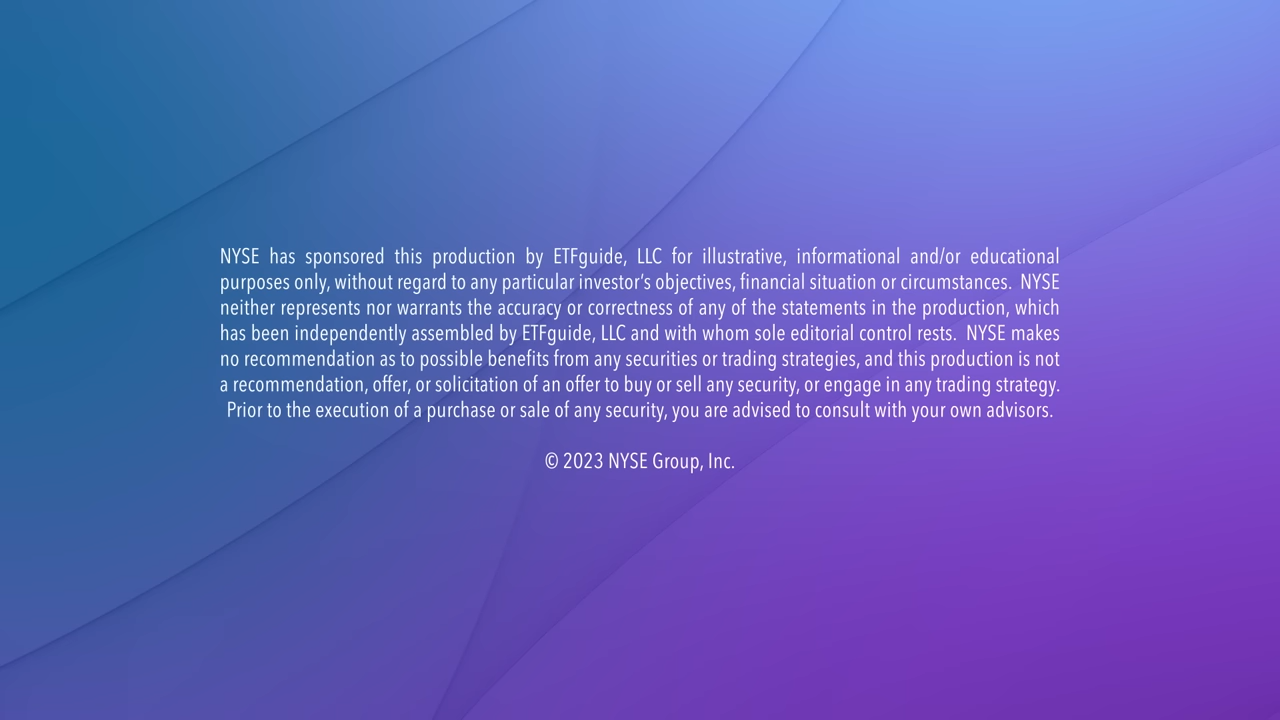 NYSE has sponsored this production by ETFguide, LLC for illustrative, informational and/or educational
purposes only, without regard to any particular investor’s objectives, financial situation or circumstances.  NYSE
neither represents nor warrants the accuracy or correctness of any of the statements in the production, which
has been independently assembled by ETFguide, LLC and with whom sole editorial control rests.  NYSE makes
no recommendation as to possible benefits from any securities or trading strategies, and this production is not
a recommendation, offer, or solicitation of an offer to buy or sell any security, or engage in any trading strategy.
Prior to the execution of a purchase or sale of any security, you are advised to consult with your own advisors.
© 2023 NYSE Group, Inc.